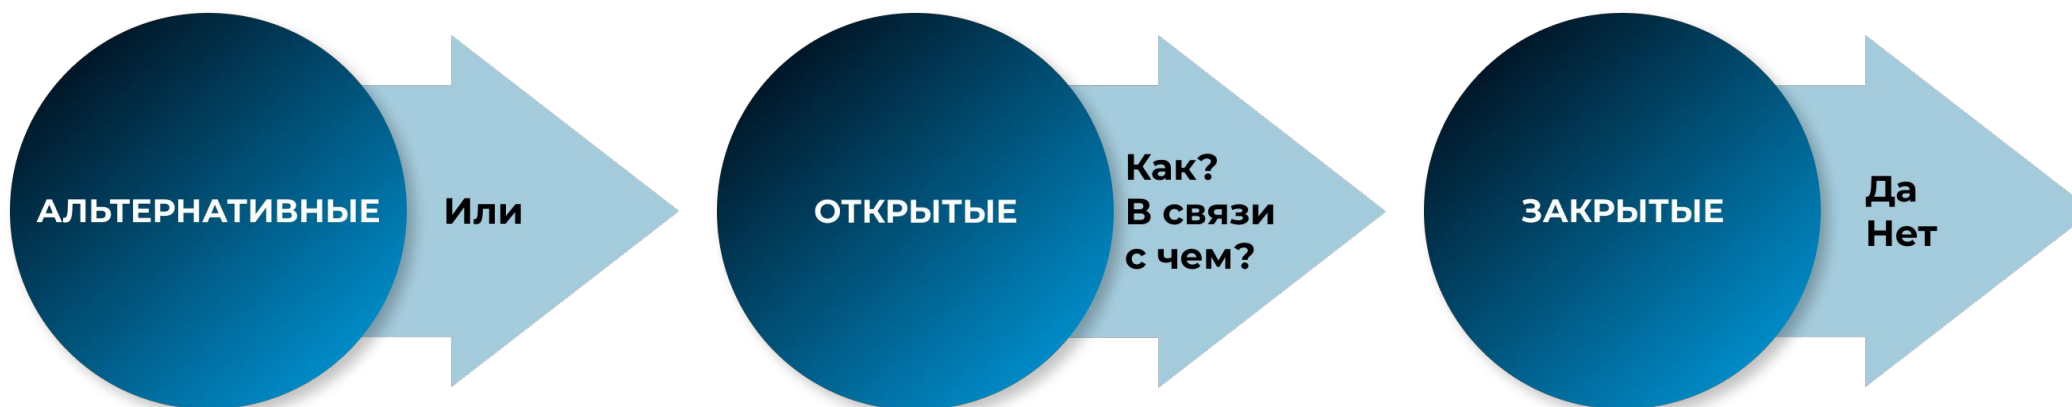 АЛЬТЕРНАТИВНЫЕ
Или
ОТКРЫТЫЕ
Как?
В связи
с чем?
ЗАКРЫТЫЕ
Да
Нет